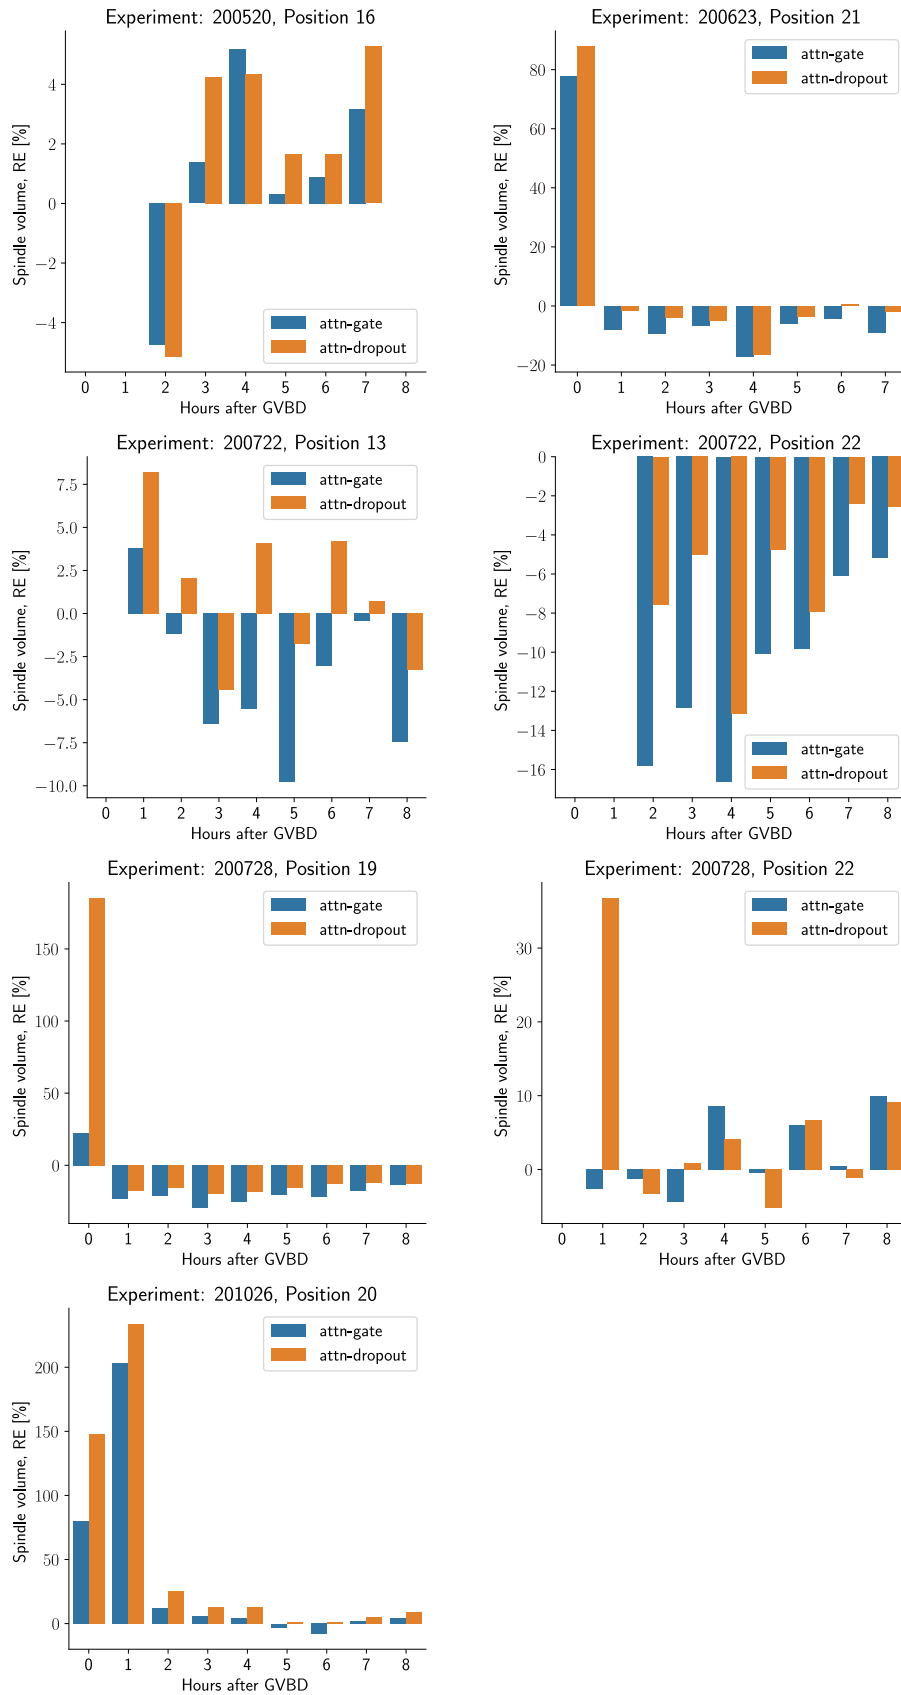 Experiment: 200520, Position 16
Spindle volume, RE [%]
4
2
0
−2
−4
attn-gate
attn-dropout
0 1 2 3 4 5 6 7 8
Hours after GVBD
Experiment: 200623, Position 21
Spindle volume, RE [%]
80
60
40
20
0
−20
attn-gate
attn-dropout
0 1 2 3 4 5 6 7
Hours after GVBD
Experiment: 200722, Position 13
Spindle volume, RE [%]
7.5
5.0
2.5
0.0
−2.5
−5.0
−7.5
−10.0
attn-gate
attn-dropout
0 1 2 3 4 5 6 7 8
Hours after GVBD
Experiment: 200722, Position 22
Spindle volume, RE [%]
0
−2
−4
−6
−8
−10
−12
−14
−16
attn-gate
attn-dropout
0 1 2 3 4 5 6 7 8
Hours after GVBD
Experiment: 200728, Position 19
Spindle volume, RE [%]
150
100
50
0
attn-gate
attn-dropout
0 1 2 3 4 5 6 7 8
Hours after GVBD
Experiment: 200728, Position 22
Spindle volume, RE [%]
30
20
10
0
attn-gate
attn-dropout
0 1 2 3 4 5 6 7 8
Hours after GVBD
Experiment: 201026, Position 20
Spindle volume, RE [%]
200
150
100
50
0
attn-gate
attn-dropout
0 1 2 3 4 5 6 7 8
Hours after GVBD